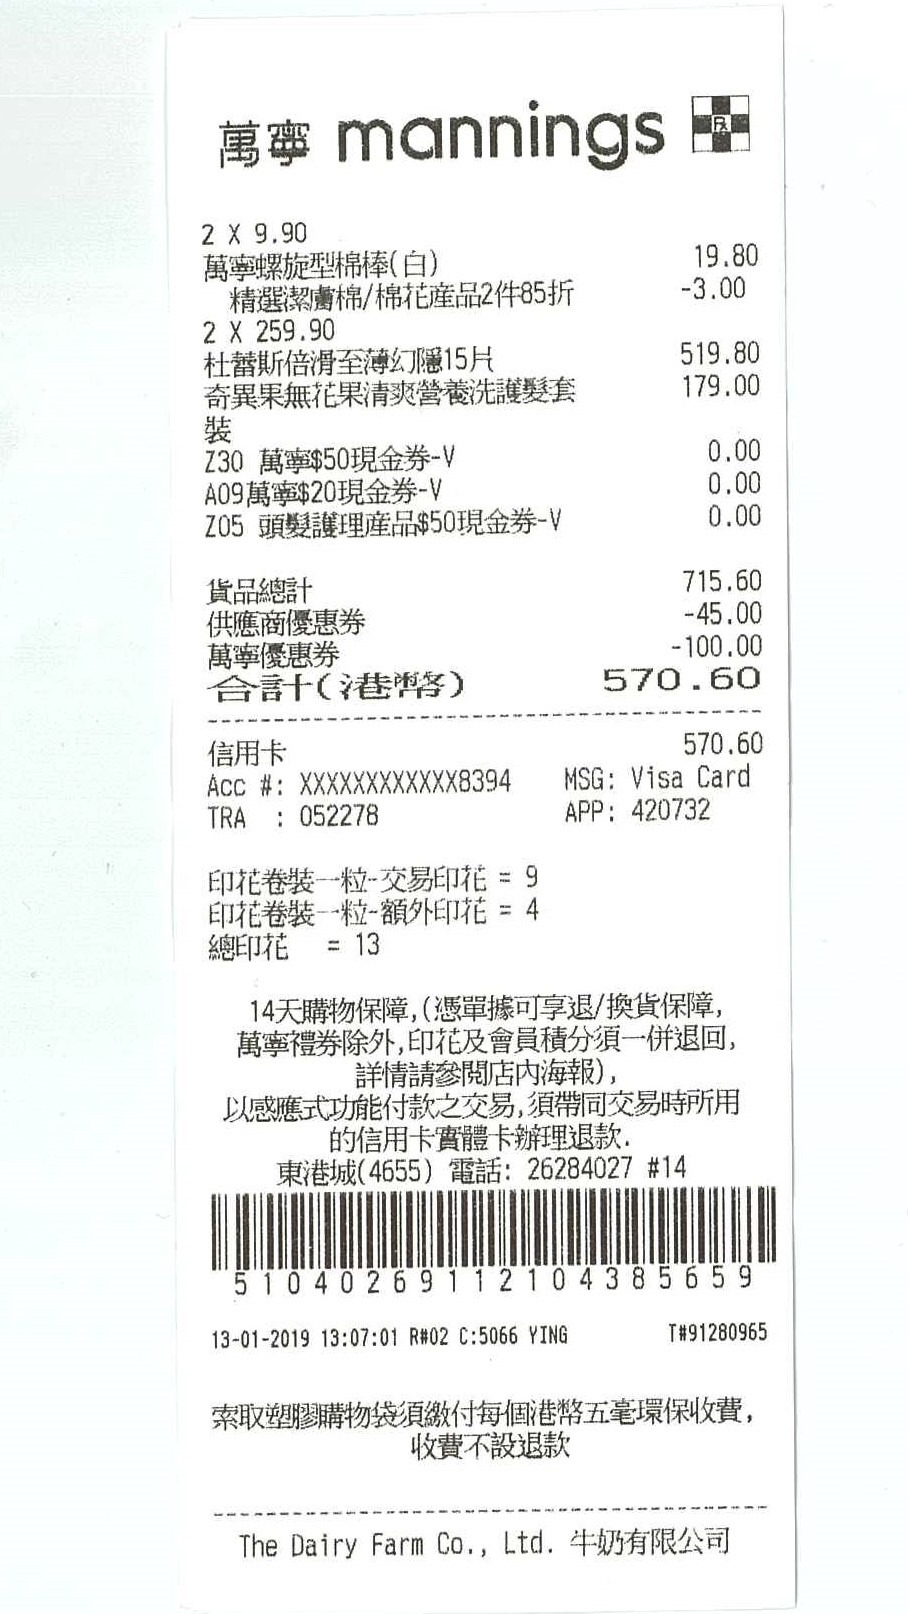 萬寧 mannings Rx
2 X 9.90
萬寧螺旋型棉棒(白) 19.80
精選潔膚棉/棉花產品2件85折 -3.00
2 X 259.90
杜蕾斯倍滑至薄幻隱15片 519.80
奇異果無花果清爽營養洗護髮套 179.00
裝
Z30 萬寧$50現金券-V 0.00
A09萬寧$20現金券-V 0.00
Z05 頭髮護理產品$50現金券-V 0.00
貨品總計 715.60
供應商優惠券 -45.00
萬寧優惠券 -100.00
合計(港幣) 570.60
信用卡 570.60
Acc #: XXXXXXXXXXXX8394 MSG: Visa Card
TRA : 052278 APP: 420732
印花卷裝一粒-交易印花 = 9
印花卷裝一粒-額外印花 = 4
總印花 = 13
14天購物保障,(憑單據可享退/換貨保障,
萬寧禮券除外,印花及會員積分須一併退回,
詳情請參閱店內海報),
以感應式功能付款之交易,須帶同交易時所用
的信用卡實體卡辦理退款.
東港城(4655) 電話: 26284027 #14
51040269112104385659
13-01-2019 13:07:01 R#02 C:5066 YING T#91280965
索取塑膠購物袋須繳付每個港幣五毫環保收費,
收費不設退款
The Dairy Farm Co., Ltd. 牛奶有限公司